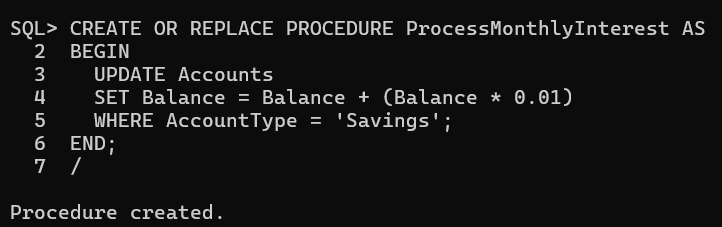 SQL> CREATE OR REPLACE PROCEDURE ProcessMonthlyInterest AS
  2  BEGIN
  3    UPDATE Accounts
  4    SET Balance = Balance + (Balance * 0.01)
  5    WHERE AccountType = 'Savings';
  6  END;
  7  /

Procedure created.